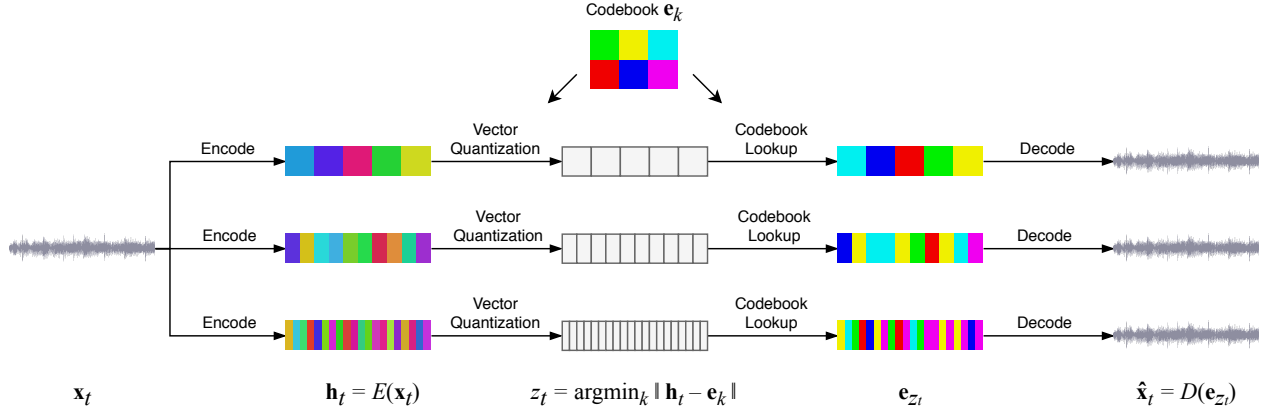 Codebook e_k
Encode
Vector
Quantization
Codebook
Lookup
Decode
Encode
Vector
Quantization
Codebook
Lookup
Decode
Encode
Vector
Quantization
Codebook
Lookup
Decode
x_t
h_t = E(x_t)
z_t = argmin_k || h_t – e_k ||
e_{z_t}
x̂_t = D(e_{z_t})